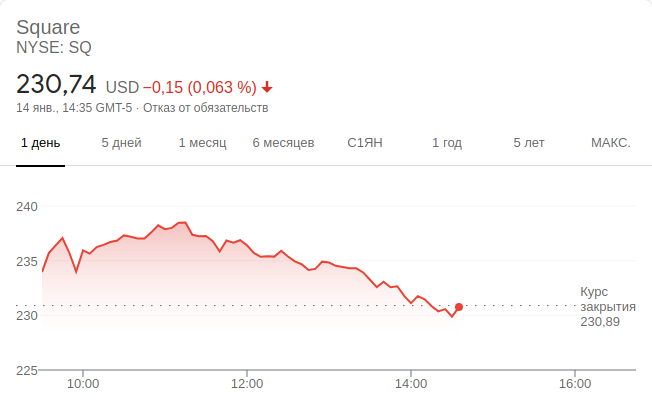 Square
NYSE: SQ
230,74 USD −0,15 (0,063 %)
14 янв., 14:35 GMT-5 · Отказ от обязательств
1 день 5 дней 1 месяц 6 месяцев С1ЯН 1 год 5 лет МАКС.
240
235
Курс
закрытия
230,89
230
225
10:00 12:00 14:00 16:00